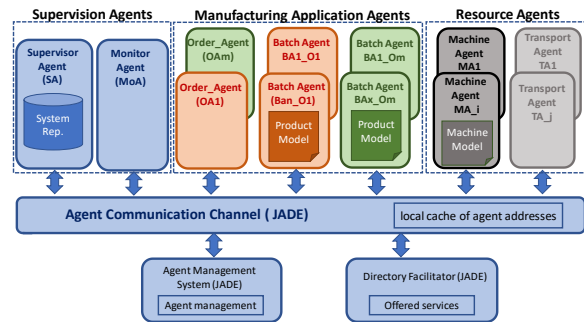 Supervision Agents
Manufacturing Application Agents
Resource Agents
Supervisor
Agent
(SA)
System
Rep.
Monitor
Agent
(MoA)
Order_Agent
(OAm)
Order_Agent
(OA1)
Batch Agent
BA1_O1
Batch Agent
(Ban_O1)
Product
Model
Batch Agent
BA1_Om
Batch Agent
BAx_Om
Product
Model
Machine
Agent
MA1
Machine
Agent
MA_i
Machine
Model
Transport
Agent
TA1
Transport
Agent
TA_j
Agent Communication Channel ( JADE)
local cache of agent addresses
Agent Management
System (JADE)
Agent management
Directory Facilitator (JADE)
Offered services